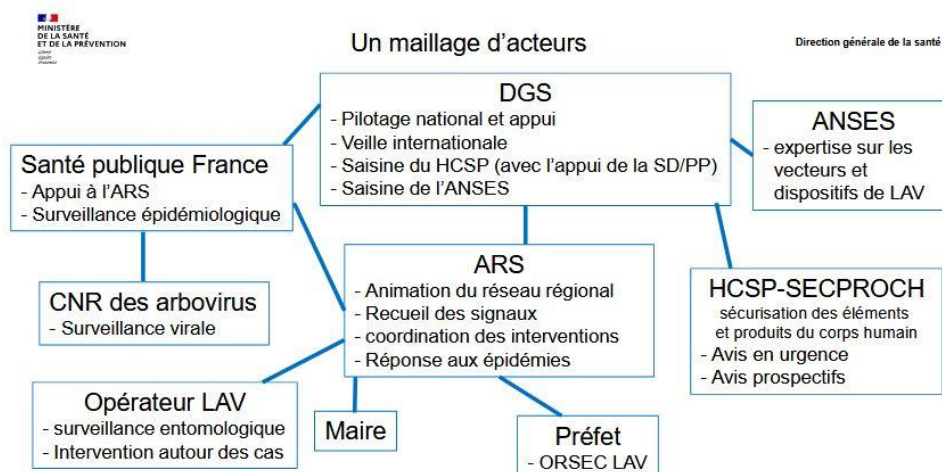 MINISTÈRE
DE LA SANTÉ
ET DE LA PRÉVENTION
Liberté
Égalité
Fraternité
Un maillage d'acteurs
Direction générale de la santé
DGS
- Pilotage national et appui
- Veille internationale
- Saisine du HCSP (avec l'appui de la SD/PP)
- Saisine de l'ANSES
ANSES
- expertise sur les
vecteurs et
dispositifs de LAV
Santé publique France
- Appui à l'ARS
- Surveillance épidémiologique
ARS
- Animation du réseau régional
- Recueil des signaux
- coordination des interventions
- Réponse aux épidémies
CNR des arbovirus
- Surveillance virale
HCSP-SECPROCH
sécurisation des éléments
et produits du corps humain
- Avis en urgence
- Avis prospectifs
Opérateur LAV
- surveillance entomologique
- Intervention autour des cas
Maire
Préfet
- ORSEC LAV